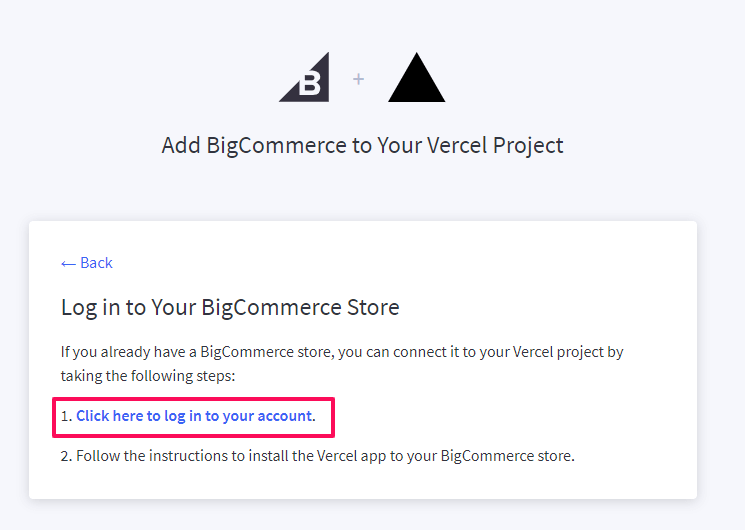 B +
Add BigCommerce to Your Vercel Project
← Back
Log in to Your BigCommerce Store
If you already have a BigCommerce store, you can connect it to your Vercel project by
taking the following steps:
1. Click here to log in to your account.
2. Follow the instructions to install the Vercel app to your BigCommerce store.